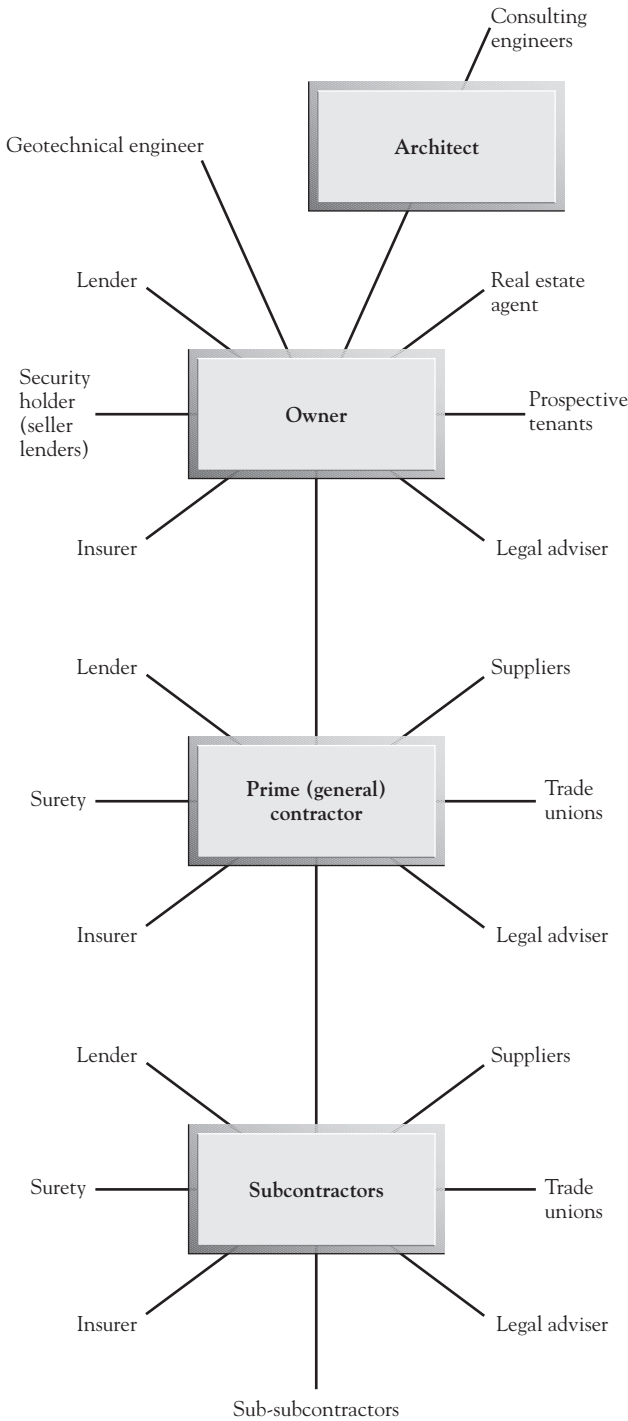 Consulting
engineers
Architect
Geotechnical engineer
Lender
Real estate
agent
Security
holder
(seller
lenders)
Owner
Prospective
tenants
Insurer
Legal adviser
Lender
Suppliers
Surety
Prime (general)
contractor
Trade
unions
Insurer
Legal adviser
Lender
Suppliers
Surety
Subcontractors
Trade
unions
Insurer
Legal adviser
Sub-subcontractors